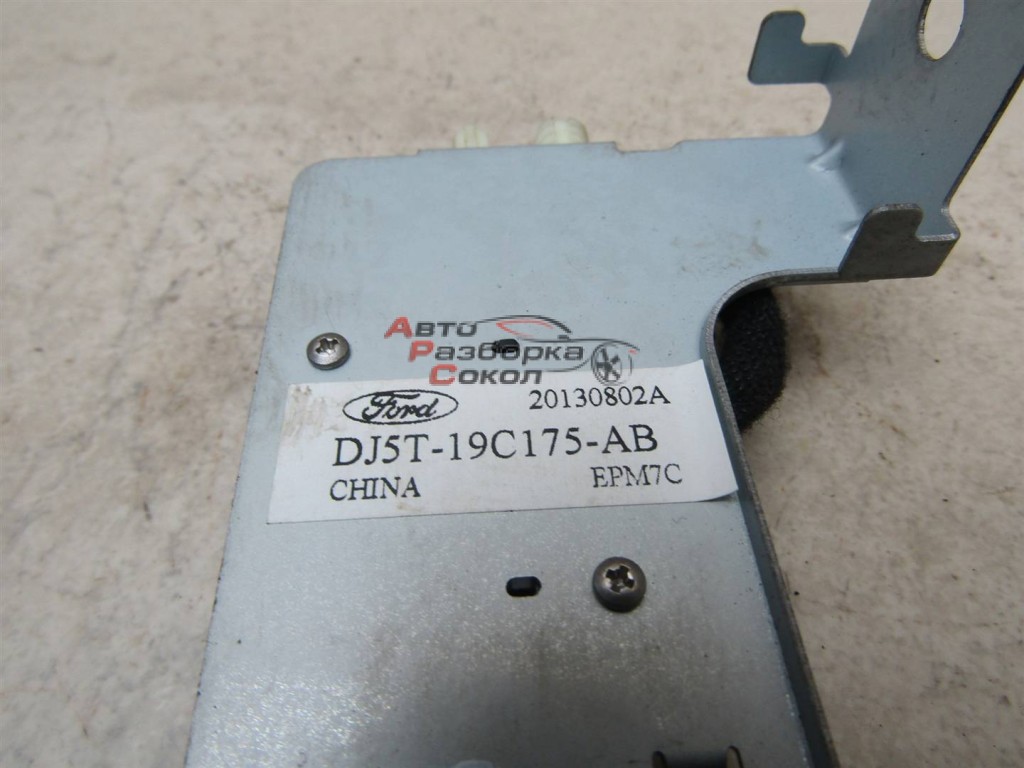 Авто
Разборка
Сокол
Ford 20130802A
DJ5T-19C175-AB
CHINA EPM7C